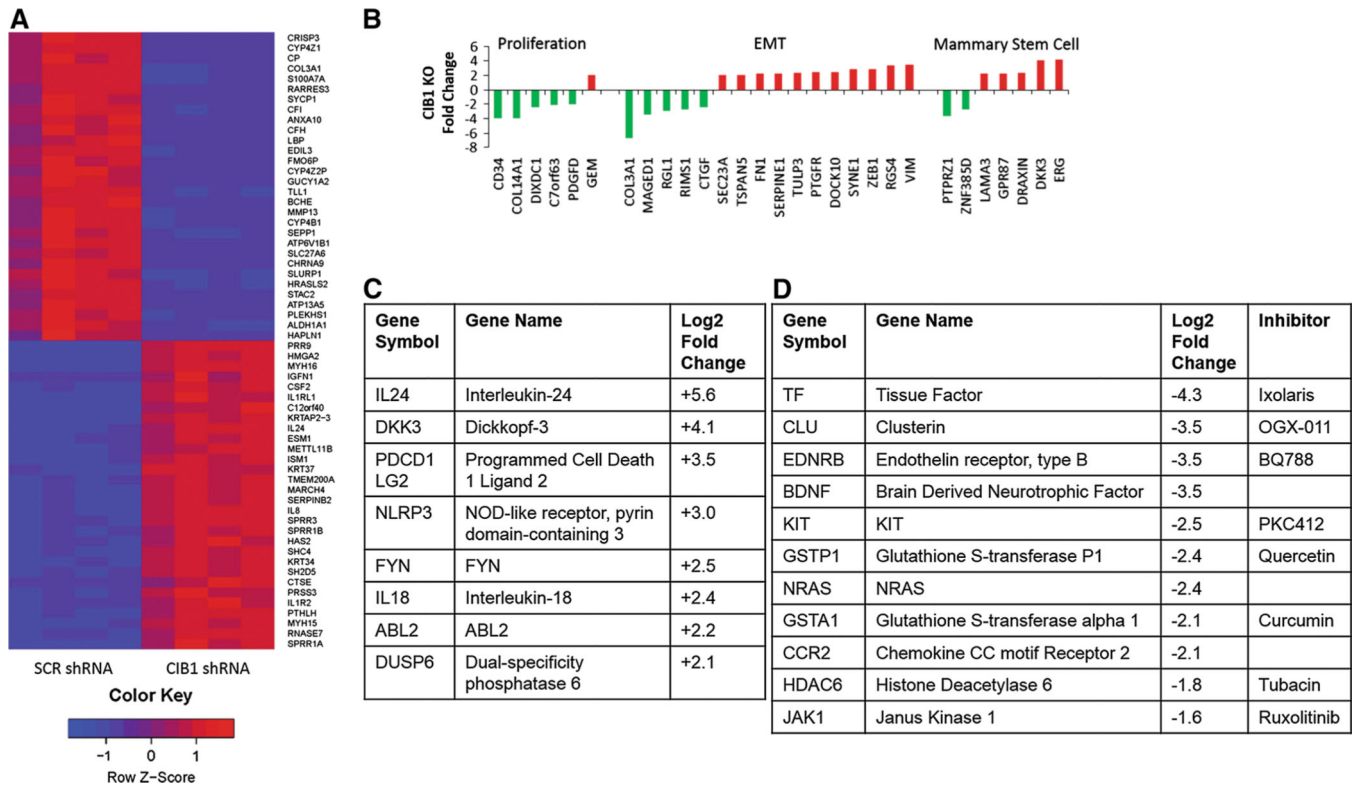 A
CRISP3
CYP4Z1
CP
COL3A1
S100A7A
RARRES3
SYCP1
CFI
ANXA10
CFH
LBP
EDIL3
FMO6P
CYP4Z2P
GUCY1A2
TLL1
BCHE
MMP13
CYP4B1
SEPP1
ATP6V1B1
SLC27A6
CHRNA9
SLURP1
HRASLS2
STAC2
ATP13A5
PLEKHS1
ALDH1A1
HAPLN1
PRR9
HMGA2
MYH16
IGFN1
CSF2
IL1RL1
C12orf40
KRTAP2-3
IL24
ESM1
METTL11B
ISM1
KRT37
TMEM200A
MARCH4
SERPINB2
IL8
SPRR3
SPRR1B
HAS2
SHC4
KRT34
SH2D5
CTSE
PRSS3
IL1R2
PTHLH
MYH15
RNASE7
SPRR1A
SCR shRNA CIB1 shRNA
Color Key
−1 0 1
Row Z−Score
B
Proliferation EMT Mammary Stem Cell
CIB1 KO
Fold Change
6
4
2
0
-2
-4
-6
-8
CD34
COL14A1
DIXDC1
C7orf63
PDGFD
GEM
COL3A1
MAGED1
RGL1
RIMS1
CTGF
SEC23A
TSPAN5
FN1
SERPINE1
TULP3
PTGFR
DOCK10
SYNE1
ZEB1
RGS4
VIM
PTPRZ1
ZNF385D
LAMA3
GPR87
DRAXIN
DKK3
ERG
C
Gene Symbol Gene Name Log2 Fold Change
IL24 Interleukin-24 +5.6
DKK3 Dickkopf-3 +4.1
PDCD1 LG2 Programmed Cell Death 1 Ligand 2 +3.5
NLRP3 NOD-like receptor, pyrin domain-containing 3 +3.0
FYN FYN +2.5
IL18 Interleukin-18 +2.4
ABL2 ABL2 +2.2
DUSP6 Dual-specificity phosphatase 6 +2.1
D
Gene Symbol Gene Name Log2 Fold Change Inhibitor
TF Tissue Factor -4.3 Ixolaris
CLU Clusterin -3.5 OGX-011
EDNRB Endothelin receptor, type B -3.5 BQ788
BDNF Brain Derived Neurotrophic Factor -3.5
KIT KIT -2.5 PKC412
GSTP1 Glutathione S-transferase P1 -2.4 Quercetin
NRAS NRAS -2.4
GSTA1 Glutathione S-transferase alpha 1 -2.1 Curcumin
CCR2 Chemokine CC motif Receptor 2 -2.1
HDAC6 Histone Deacetylase 6 -1.8 Tubacin
JAK1 Janus Kinase 1 -1.6 Ruxolitinib